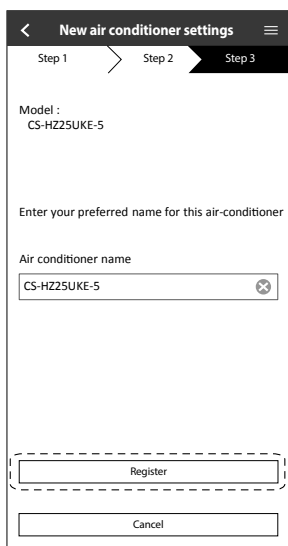 New air conditioner settings
Step 1
Step 2
Step 3
Model :
CS-HZ25UKE-5
Enter your preferred name for this air-conditioner
Air conditioner name
CS-HZ25UKE-5
Register
Cancel